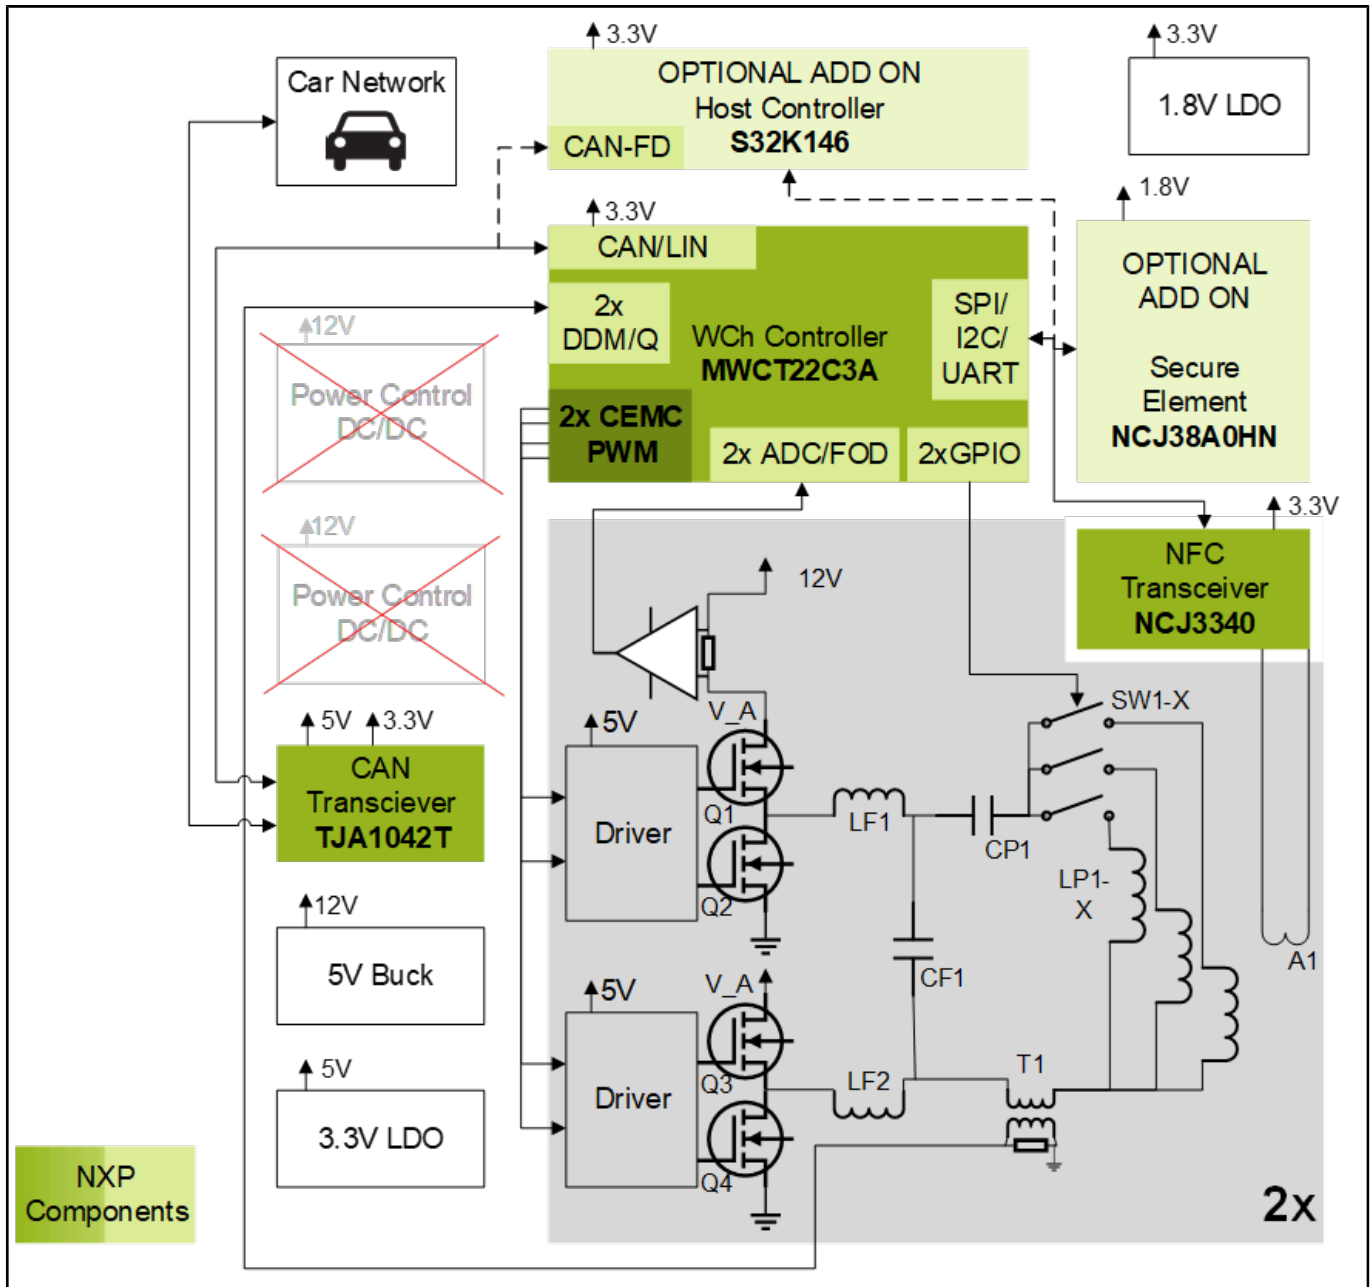 3.3V
Car Network
OPTIONAL ADD ON
Host Controller
S32K146
CAN-FD
3.3V
1.8V LDO
3.3V
CAN/LIN
2x
DDM/Q
WCh Controller
MWCT22C3A
SPI/
I2C/
UART
2x CEMC
PWM
2x ADC/FOD
2xGPIO
1.8V
OPTIONAL
ADD ON
Secure
Element
NCJ38A0HN
12V
Power Control
DC/DC
12V
Power Control
DC/DC
3.3V
NFC
Transceiver
NCJ3340
12V
5V
3.3V
CAN
Transciever
TJA1042T
V_A
5V
Driver
Q1
Q2
LF1
CP1
SW1-X
LP1-
X
A1
CF1
12V
5V Buck
5V
3.3V LDO
V_A
5V
Driver
Q3
Q4
LF2
T1
NXP
Components
2x